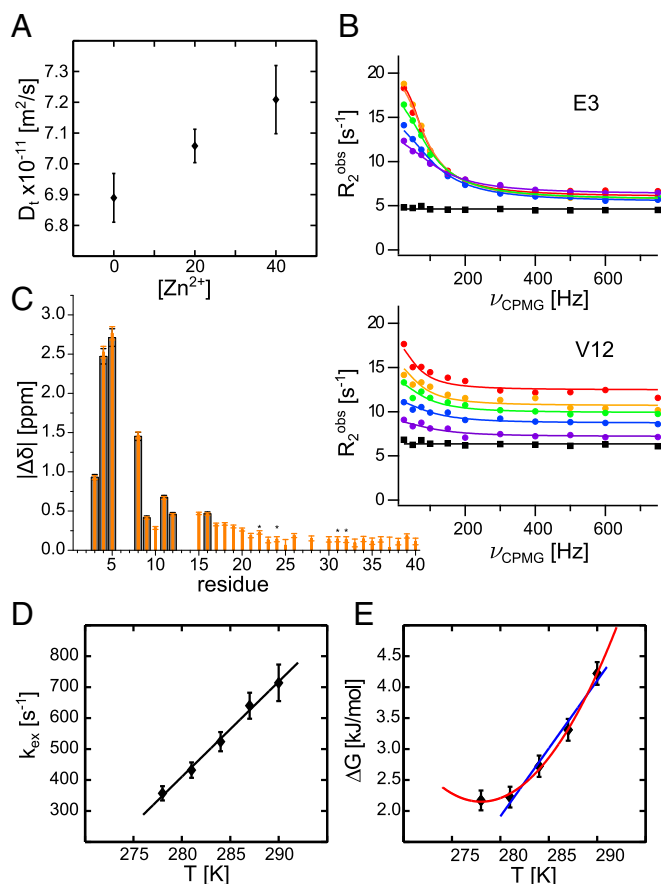 A
D_t x10^-11 [m²/s]
7.3
7.2
7.1
7.0
6.9
6.8
0 20 40
[Zn²⁺]
B
R₂^obs [s⁻¹]
20
15
10
5
0
E3
200 400 600
ν_CPMG [Hz]
R₂^obs [s⁻¹]
20
15
10
5
0
V12
200 400 600
ν_CPMG [Hz]
C
|Δδ| [ppm]
3.0
2.5
2.0
1.5
1.0
0.5
0.0
* * * *
5 10 15 20 25 30 35 40
residue
D
k_ex [s⁻¹]
800
700
600
500
400
300
275 280 285 290
T [K]
E
ΔG [kJ/mol]
4.5
4.0
3.5
3.0
2.5
2.0
275 280 285 290
T [K]